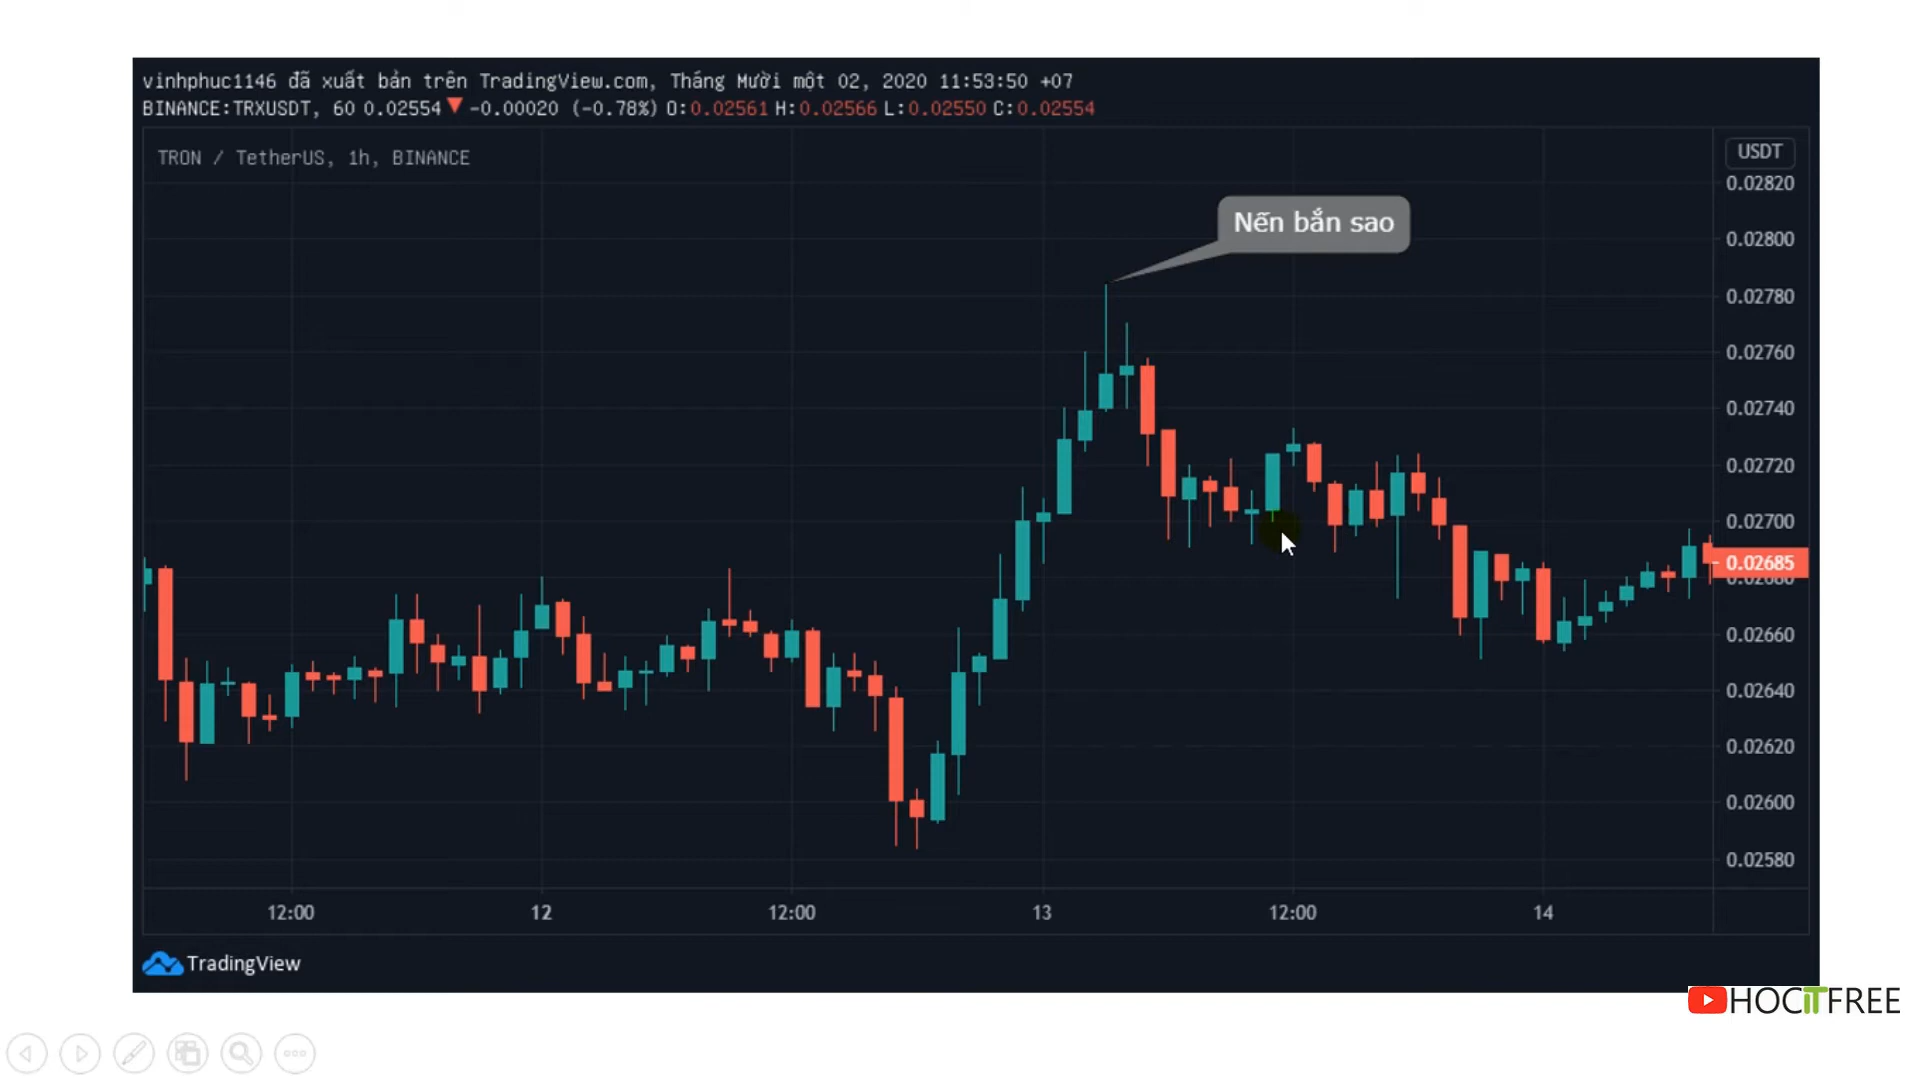 vinhphuc1146 đã xuất bản trên TradingView.com, Tháng Mười một 02, 2020 11:53:50 +07
BINANCE:TRXUSDT, 60 0.02554 ▼ −0.00020 (−0.78%) O:0.02561 H:0.02566 L:0.02550 C:0.02554
TRON / TetherUS, 1h, BINANCE
USDT
0.02820
Nến bắn sao
0.02800
0.02780
0.02760
0.02740
0.02720
0.02700
0.02685
0.02680
0.02660
0.02640
0.02620
0.02600
0.02580
12:00 12 12:00 13 12:00 14
TradingView
HOCITFREE